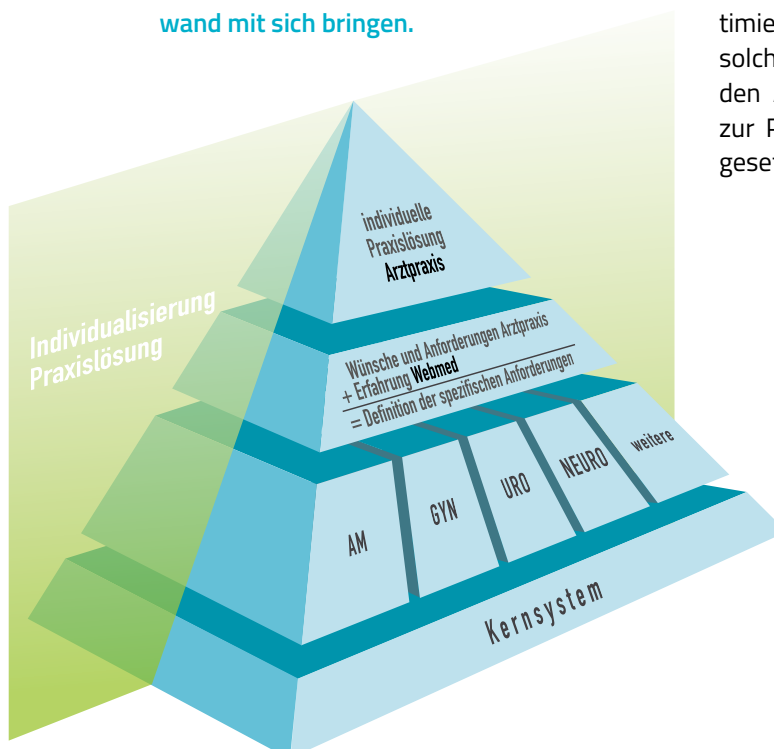 wand mit sich bringen.
individuelle
Praxislösung
Arztpraxis
Individualisierung
Praxislösung
Wünsche und Anforderungen Arztpraxis
+ Erfahrung Webmed
= Definition der spezifischen Anforderungen
AM GYN URO NEURO weitere
Kernsystem
timie
solch
den
zur
geset